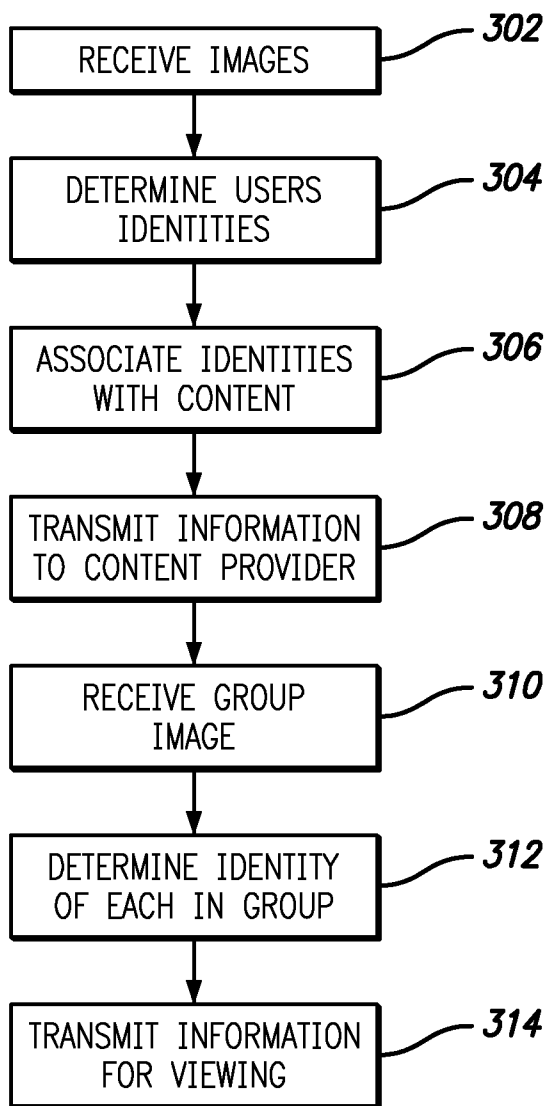 RECEIVE IMAGES
302
DETERMINE USERS
IDENTITIES
304
ASSOCIATE IDENTITIES
WITH CONTENT
306
TRANSMIT INFORMATION
TO CONTENT PROVIDER
308
RECEIVE GROUP
IMAGE
310
DETERMINE IDENTITY
OF EACH IN GROUP
312
TRANSMIT INFORMATION
FOR VIEWING
314